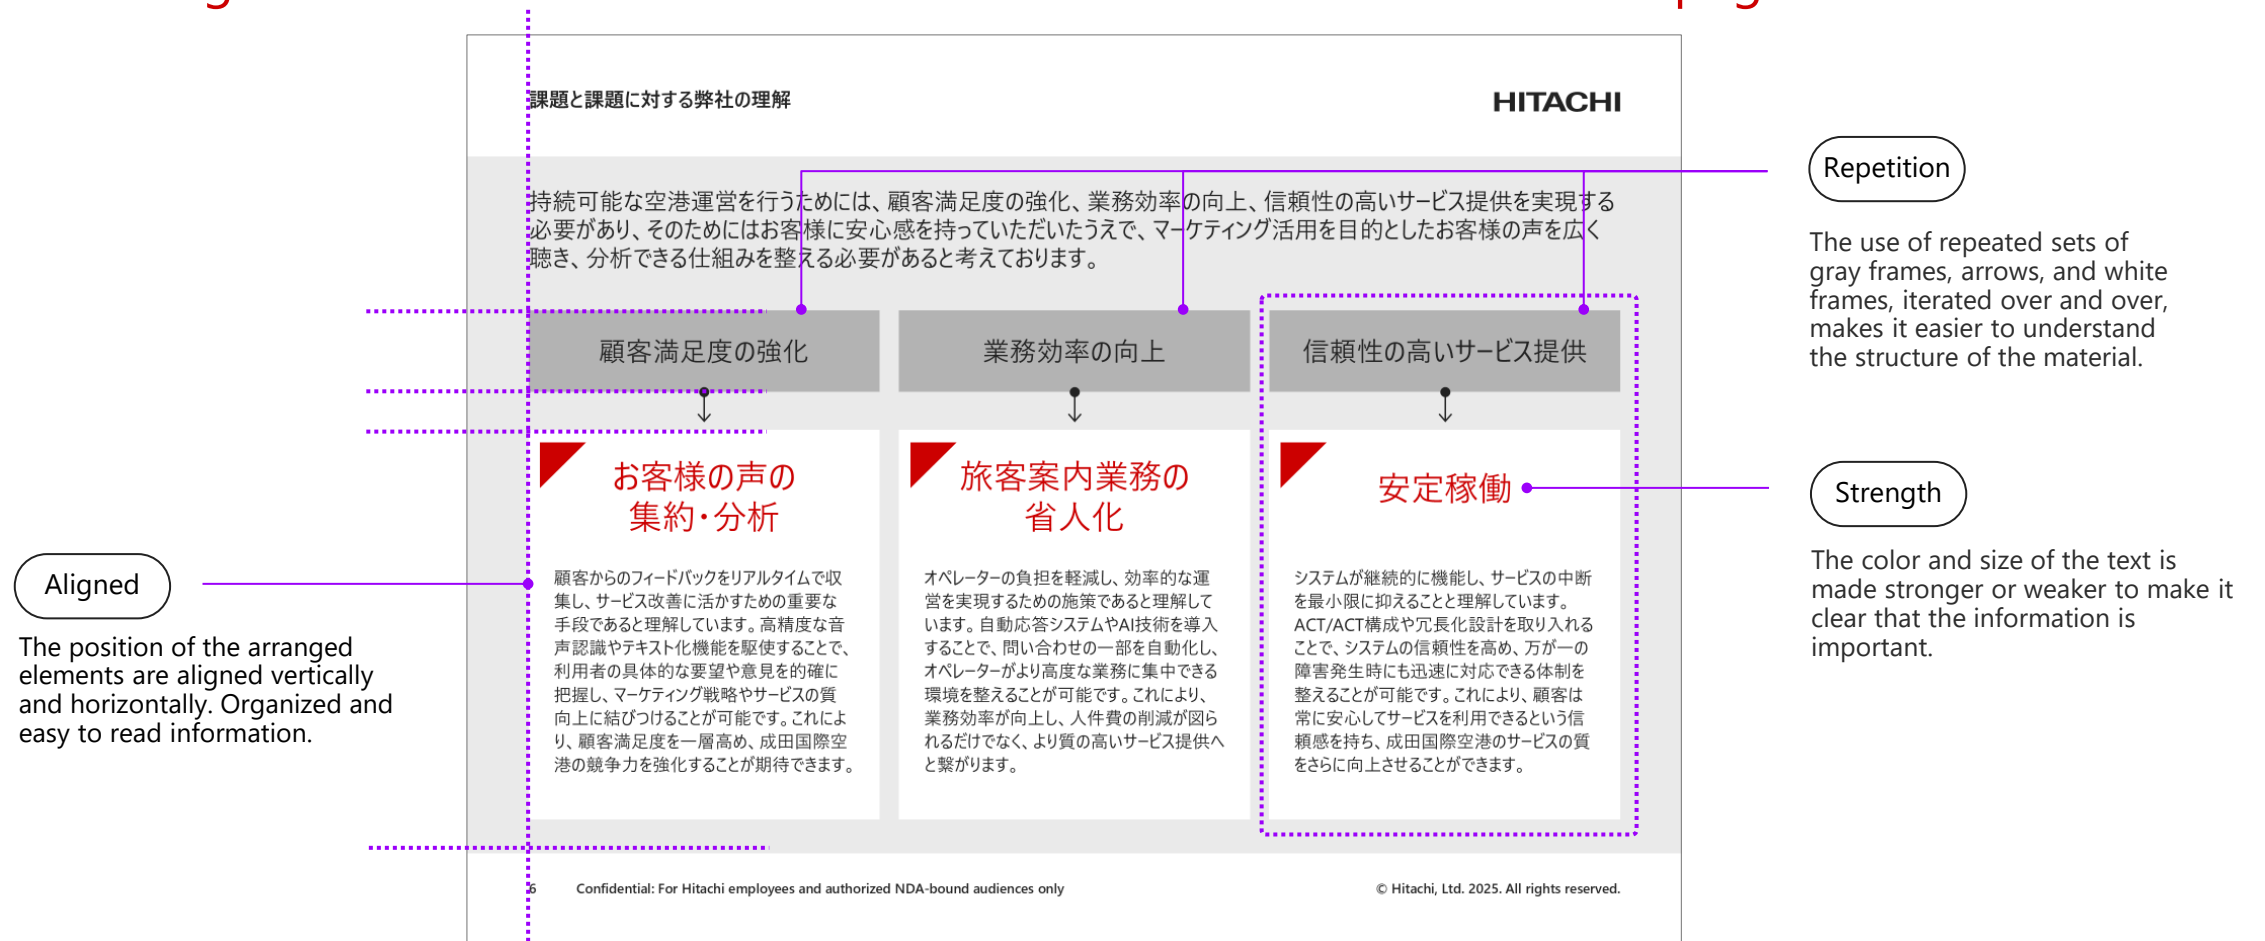 課題と課題に対する弊社の理解
HITACHI
持続可能な空港運営を行うためには、顧客満足度の強化、業務効率の向上、信頼性の高いサービス提供を実現する
必要があり、そのためにはお客様に安心感を持っていただいたうえで、マーケティング活用を目的としたお客様の声を広く
聴き、分析できる仕組みを整える必要があると考えております。
顧客満足度の強化
業務効率の向上
信頼性の高いサービス提供
お客様の声の
集約・分析
顧客からのフィードバックをリアルタイムで収
集し、サービス改善に活かすための重要な
手段であると理解しています。高精度な音
声認識やテキスト化機能を駆使することで、
利用者の具体的な要望や意見を的確に
把握し、マーケティング戦略やサービスの質
向上に結びつけることが可能です。これによ
り、顧客満足度を一層高め、成田国際空
港の競争力を強化することが期待できます。
旅客案内業務の
省人化
オペレーターの負担を軽減し、効率的な運
営を実現するための施策であると理解して
います。自動応答システムやAI技術を導入
することで、問い合わせの一部を自動化し、
オペレーターがより高度な業務に集中できる
環境を整えることが可能です。これにより、
業務効率が向上し、人件費の削減が図ら
れるだけでなく、より質の高いサービス提供へ
と繋がります。
安定稼働
システムが継続的に機能し、サービスの中断
を最小限に抑えることと理解しています。
ACT/ACT構成や冗長化設計を取り入れる
ことで、システムの信頼性を高め、万が一の
障害発生時にも迅速に対応できる体制を
整えることが可能です。これにより、顧客は
常に安心してサービスを利用できるという信
頼感を持ち、成田国際空港のサービスの質
をさらに向上させることができます。
6
Confidential: For Hitachi employees and authorized NDA-bound audiences only
© Hitachi, Ltd. 2025. All rights reserved.
Aligned
The position of the arranged
elements are aligned vertically
and horizontally. Organized and
easy to read information.
Repetition
The use of repeated sets of
gray frames, arrows, and white
frames, iterated over and over,
makes it easier to understand
the structure of the material.
Strength
The color and size of the text is
made stronger or weaker to make it
clear that the information is
important.